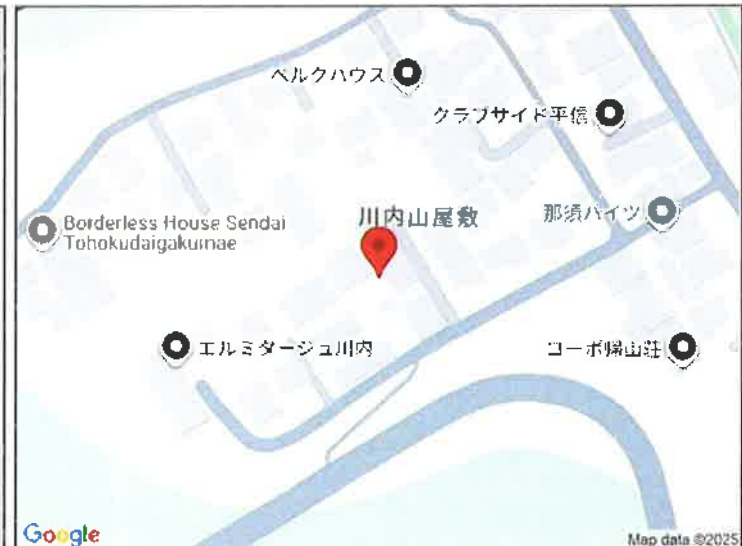 ベルクハウス
クラブサイド平信
川内山屋敷
那須ハイツ
Borderless House Sendai
Tohokudaigakumae
エルミタージュ川内
コーポ帰山荘
Google
Map data ©2025